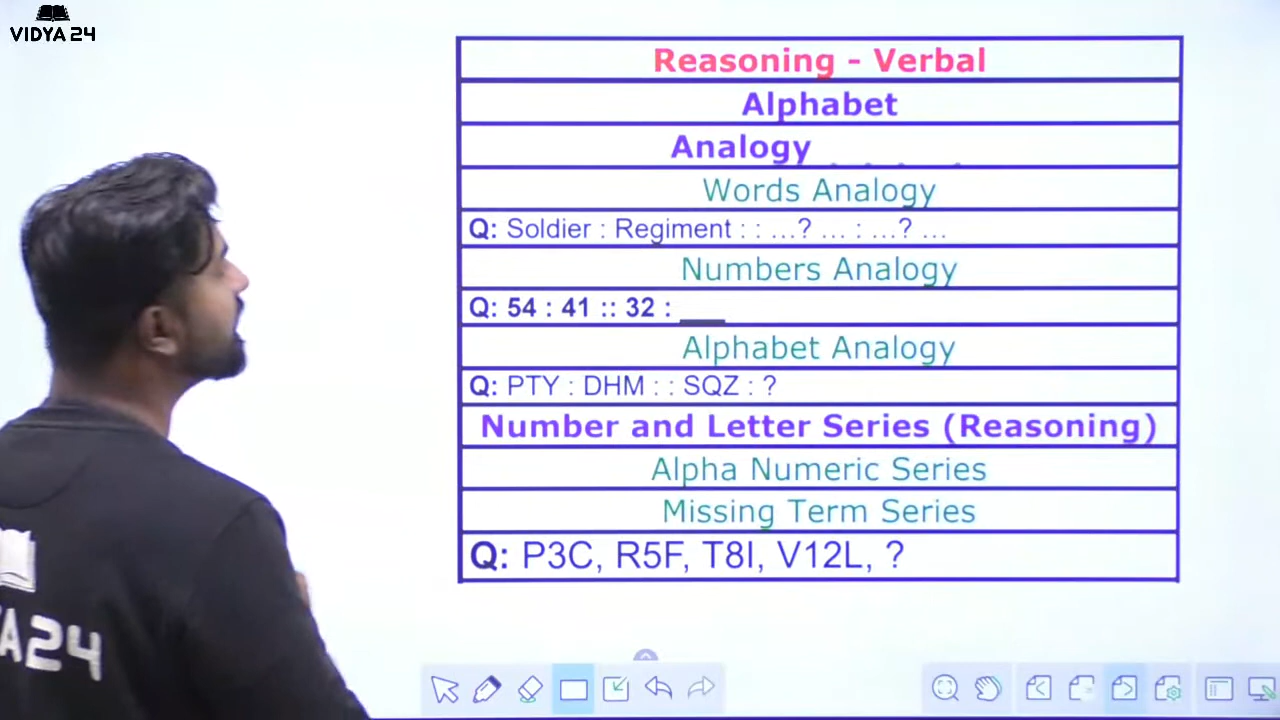 VIDYA 24
Reasoning - Verbal
Alphabet
Analogy
Words Analogy
Q: Soldier : Regiment : : ...? ... : ...? ...
Numbers Analogy
Q: 54 : 41 :: 32 : ___
Alphabet Analogy
Q: PTY : DHM : : SQZ : ?
Number and Letter Series (Reasoning)
Alpha Numeric Series
Missing Term Series
Q: P3C, R5F, T8I, V12L, ?
A24